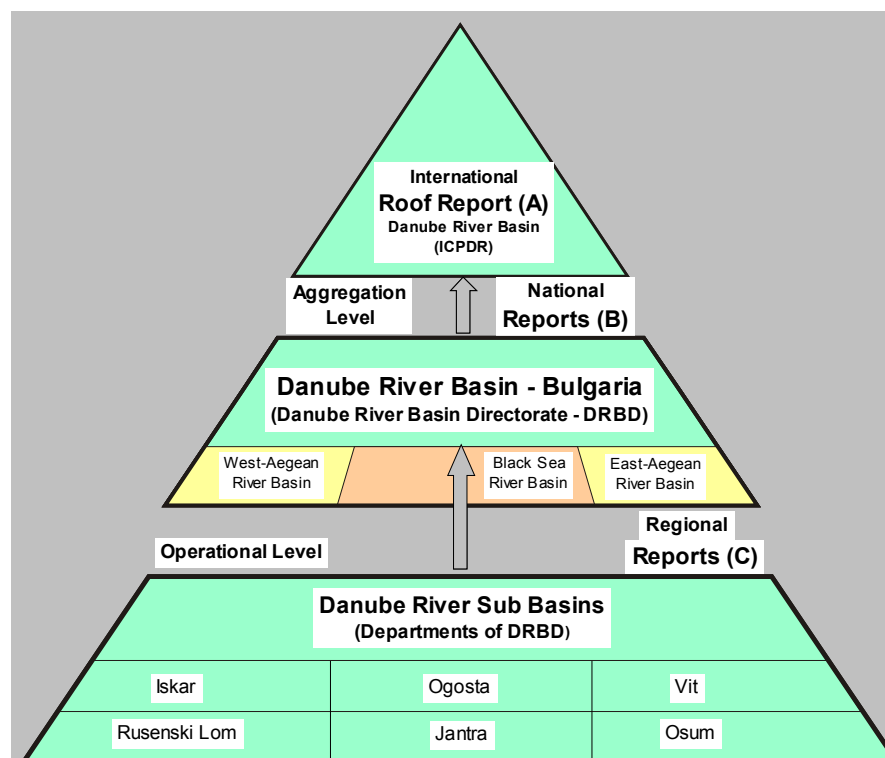 International
Roof Report (A)
Danube River Basin
(ICPDR)
Aggregation
Level
National
Reports (B)
Danube River Basin - Bulgaria
(Danube River Basin Directorate - DRBD)
West-Aegean
River Basin
Black Sea
River Basin
East-Aegean
River Basin
Operational Level
Regional
Reports (C)
Danube River Sub Basins
(Departments of DRBD)
Iskar
Ogosta
Vit
Rusenski Lom
Jantra
Osum